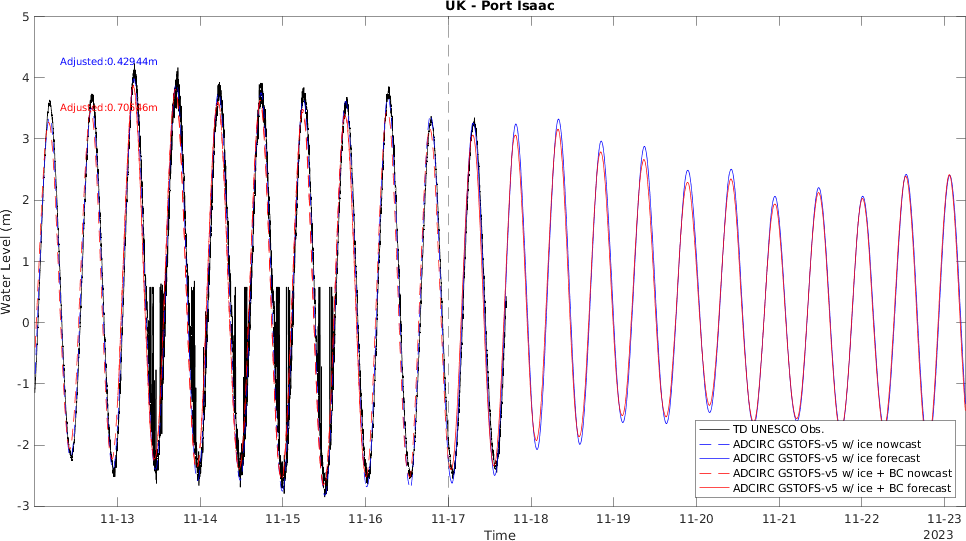 UK - Port Isaac
5
4
3
2
1
0
-1
-2
-3
Water Level (m)
Adjusted:0.42944m
Adjusted:0.70646m
TD UNESCO Obs.
ADCIRC GSTOFS-v5 w/ ice nowcast
ADCIRC GSTOFS-v5 w/ ice forecast
ADCIRC GSTOFS-v5 w/ ice + BC nowcast
ADCIRC GSTOFS-v5 w/ ice + BC forecast
11-13 11-14 11-15 11-16 11-17 11-18 11-19 11-20 11-21 11-22 11-23
Time
2023